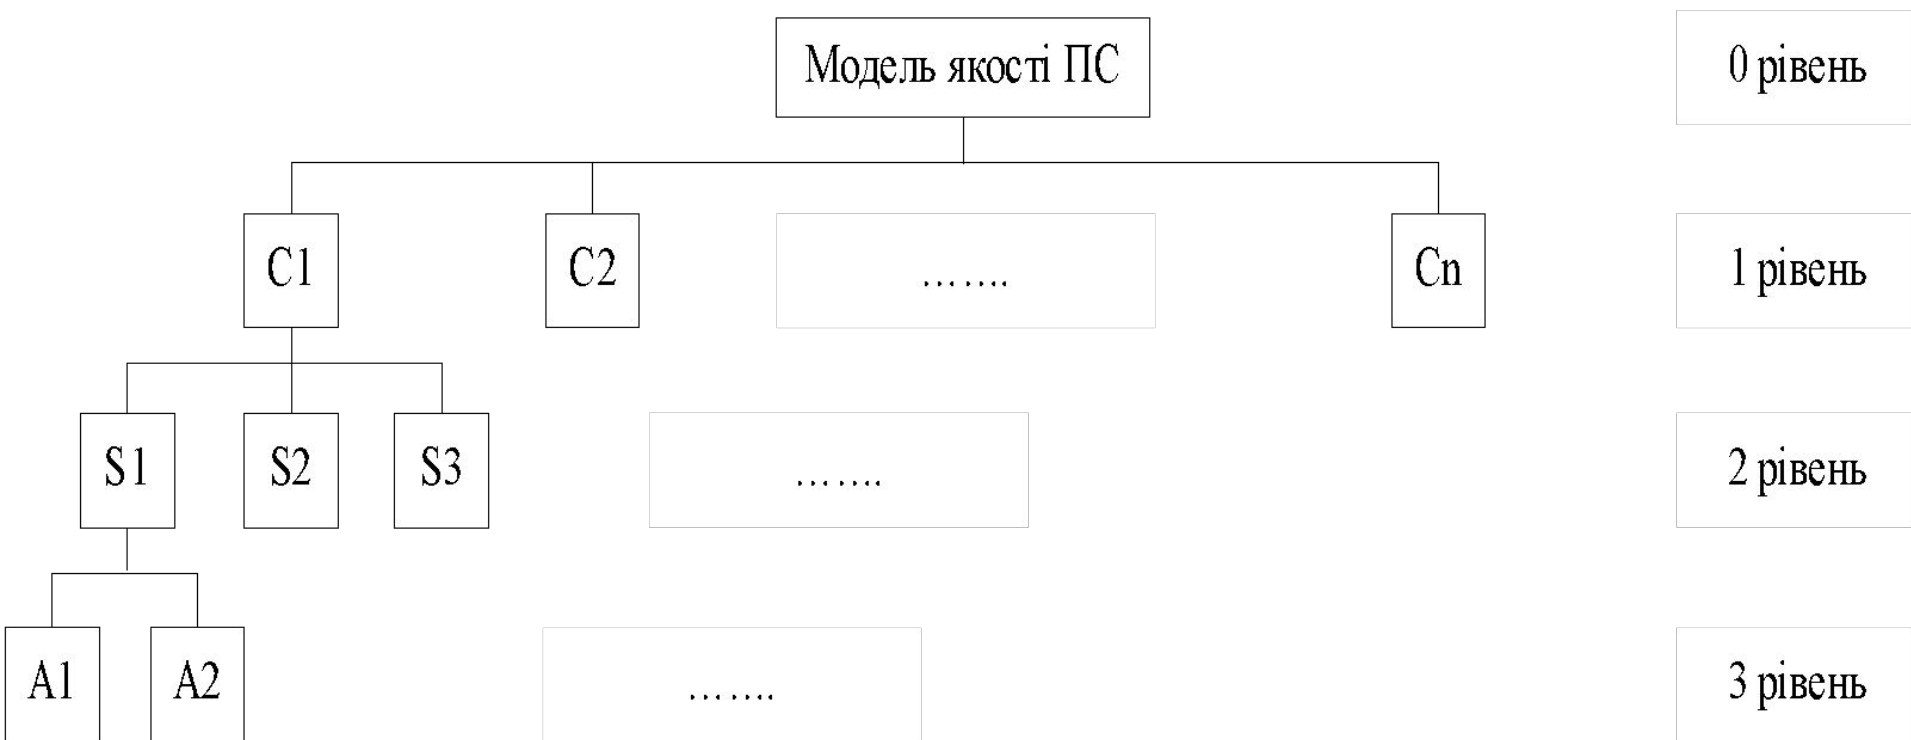 Модель якості ПС
0 рівень
C1
C2
…….
Cn
1 рівень
S1
S2
S3
…….
2 рівень
A1
A2
…….
3 рівень